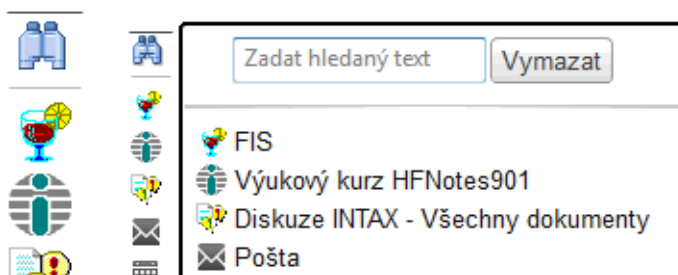 Zadat hledaný text
Vymazat
FIS
Výukový kurz HFNotes901
Diskuze INTAX - Všechny dokumenty
Pošta